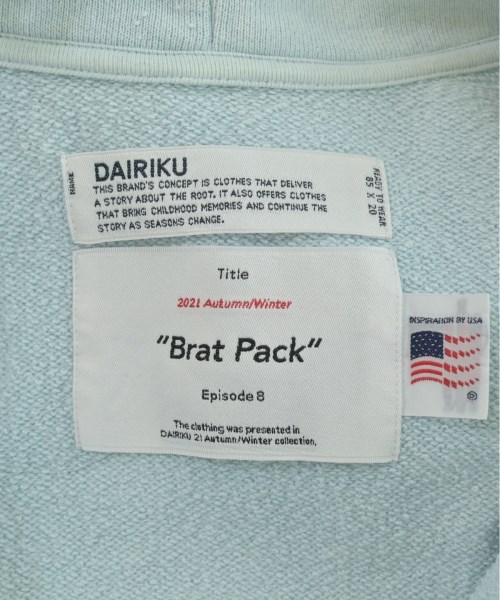 NAME
DAIRIKU
THIS BRAND'S CONCEPT IS CLOTHES THAT DELIVER
A STORY ABOUT THE ROOT. IT ALSO OFFERS CLOTHES
THAT BRING CHILDHOOD MEMORIES AND CONTINUE THE
STORY AS SEASONS CHANGE.
READY TO WEAR
85 X 20
Title
2021 Autumn/Winter
"Brat Pack"
Episode 8
The clothing was presented in
DAIRIKU 21 Autumn/Winter collection.
INSPIRATION BY USA